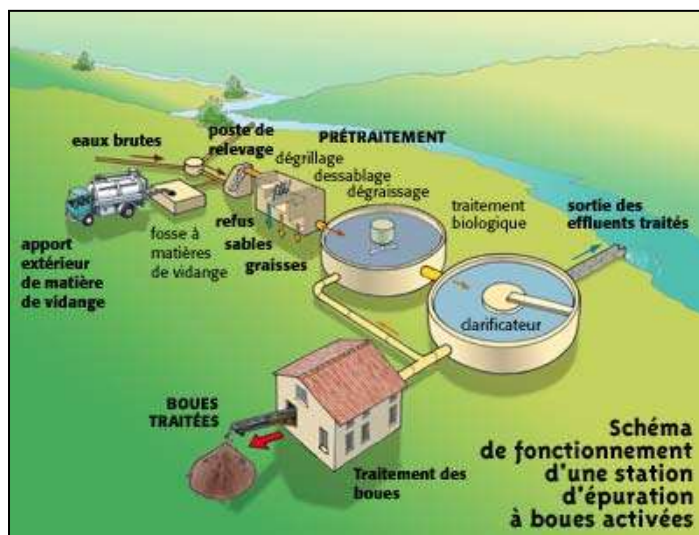 eaux brutes
poste de
relevage
PRÉTRAITEMENT
dégrillage
dessablage
dégraissage
traitement
biologique
sortie des
effluents traités
apport
extérieur
de matière
de vidange
fosse à
matières
de vidange
refus
sables
graisses
clarificateur
BOUES
TRAITÉES
Traitement des
boues
Schéma
de fonctionnement
d'une station
d'épuration
à boues activées